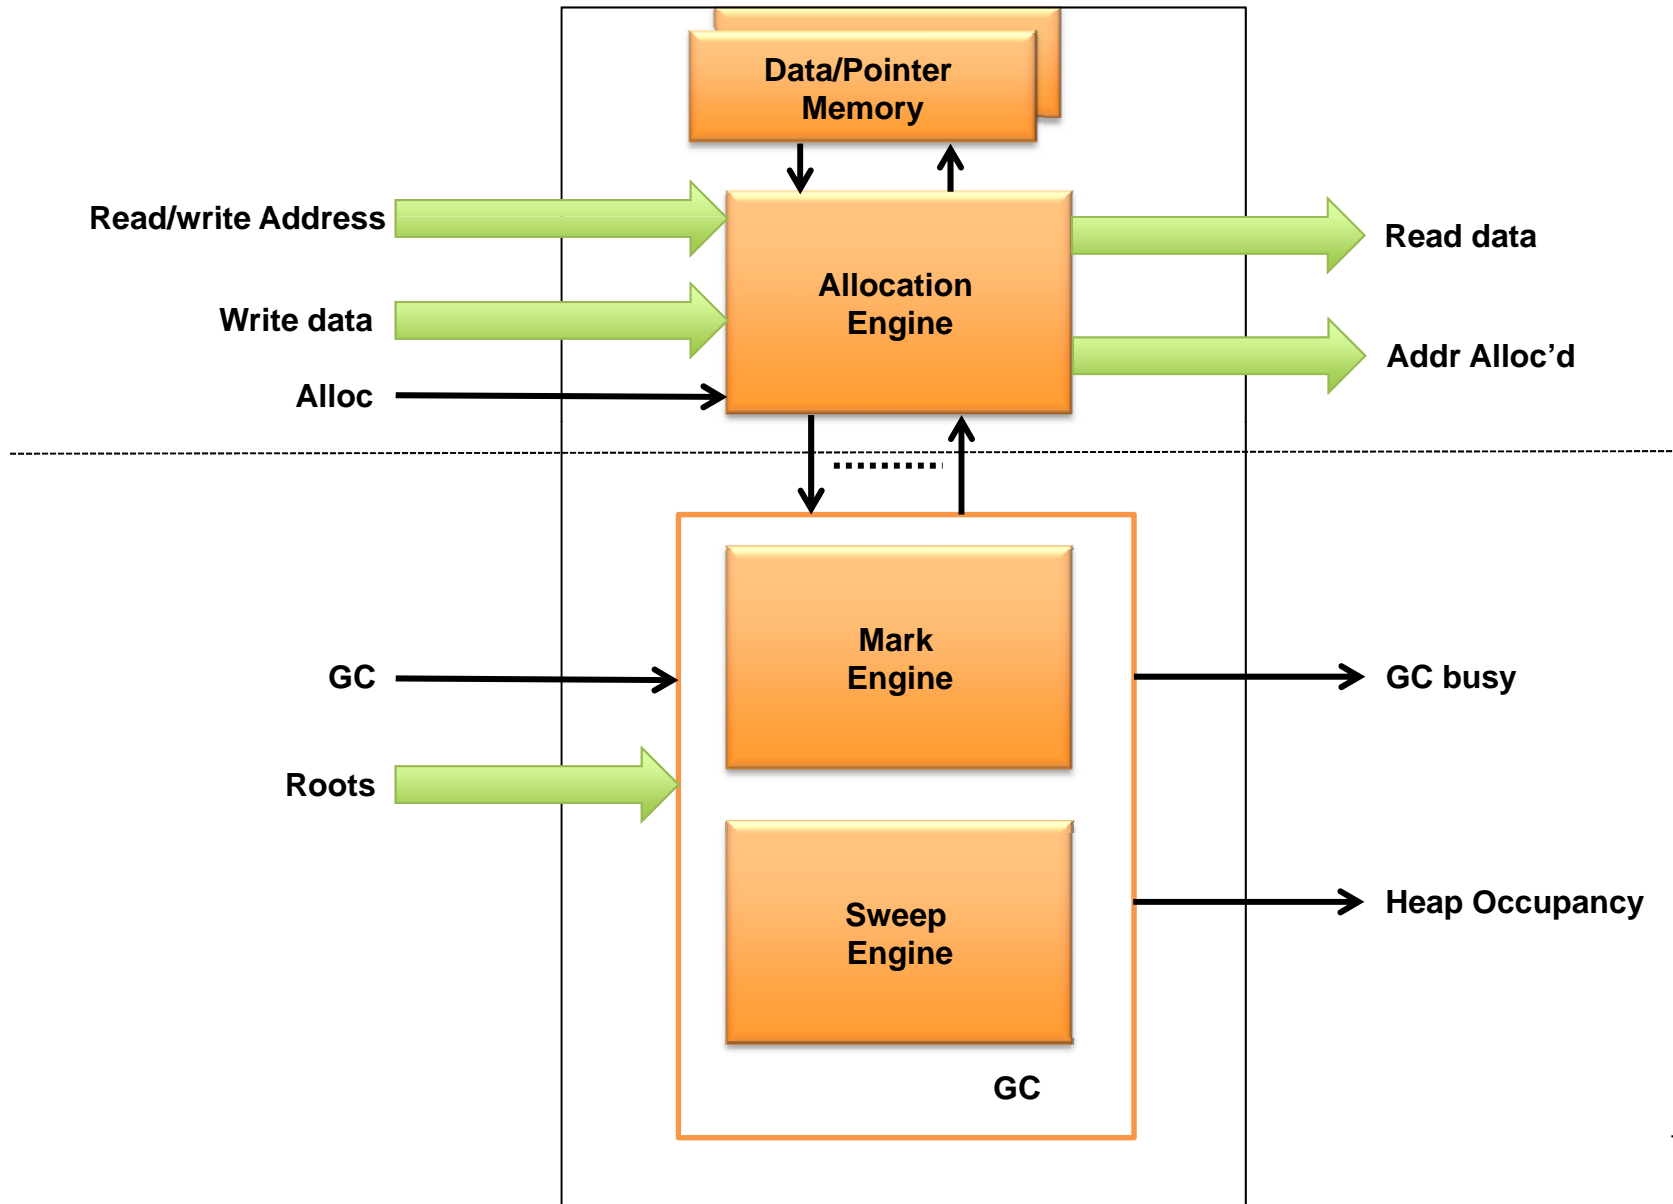 Data/Pointer
Memory
Read/write Address
Read data
Allocation
Engine
Write data
Addr Alloc’d
Alloc
Mark
Engine
GC
GC busy
Roots
Sweep
Engine
Heap Occupancy
GC